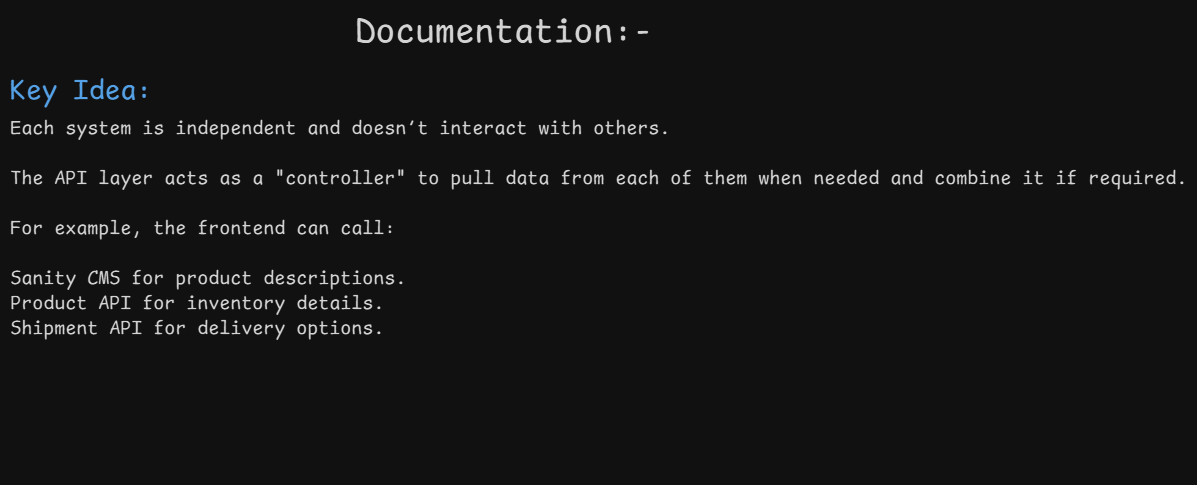 Documentation:-
Key Idea:
Each system is independent and doesn't interact with others.
The API layer acts as a "controller" to pull data from each of them when needed and combine it if required.
For example, the frontend can call:
Sanity CMS for product descriptions.
Product API for inventory details.
Shipment API for delivery options.